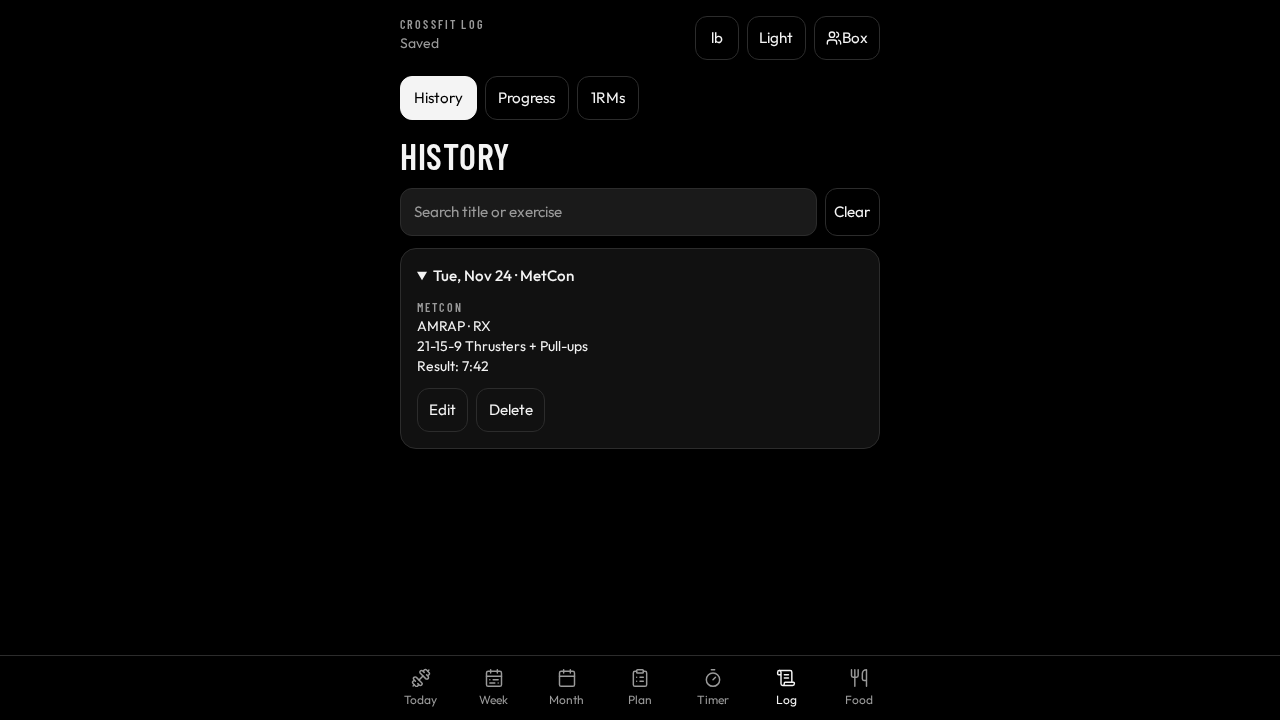 CROSSFIT LOG
Saved
lb
Light
Box
History
Progress
1RMs
HISTORY
Search title or exercise
Clear
Tue, Nov 24 · MetCon
METCON
AMRAP · RX
21-15-9 Thrusters + Pull-ups
Result: 7:42
Edit
Delete
Today
Week
Month
Plan
Timer
Log
Food